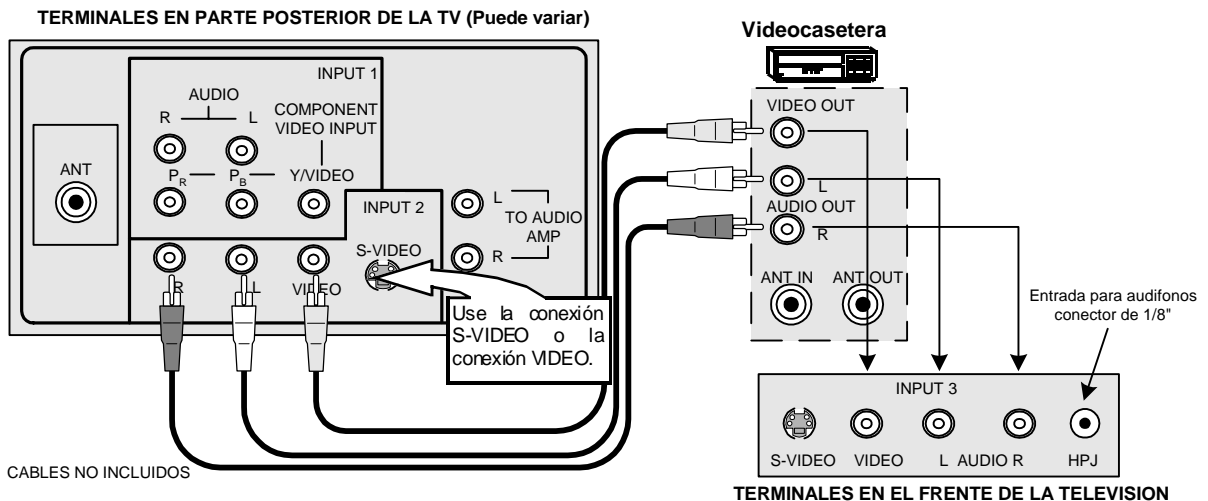 TERMINALES EN PARTE POSTERIOR DE LA TV (Puede variar)
INPUT 1
AUDIO
R L
COMPONENT
VIDEO INPUT
ANT
PR PB Y/VIDEO
INPUT 2
L
TO AUDIO
AMP
R
S-VIDEO
R L VIDEO
Use la conexión
S-VIDEO o la
conexión VIDEO.
CABLES NO INCLUIDOS
Videocasetera
VIDEO OUT
L
AUDIO OUT
R
ANT IN ANT OUT
Entrada para audifonos
conector de 1/8"
INPUT 3
S-VIDEO VIDEO L AUDIO R HPJ
TERMINALES EN EL FRENTE DE LA TELEVISION